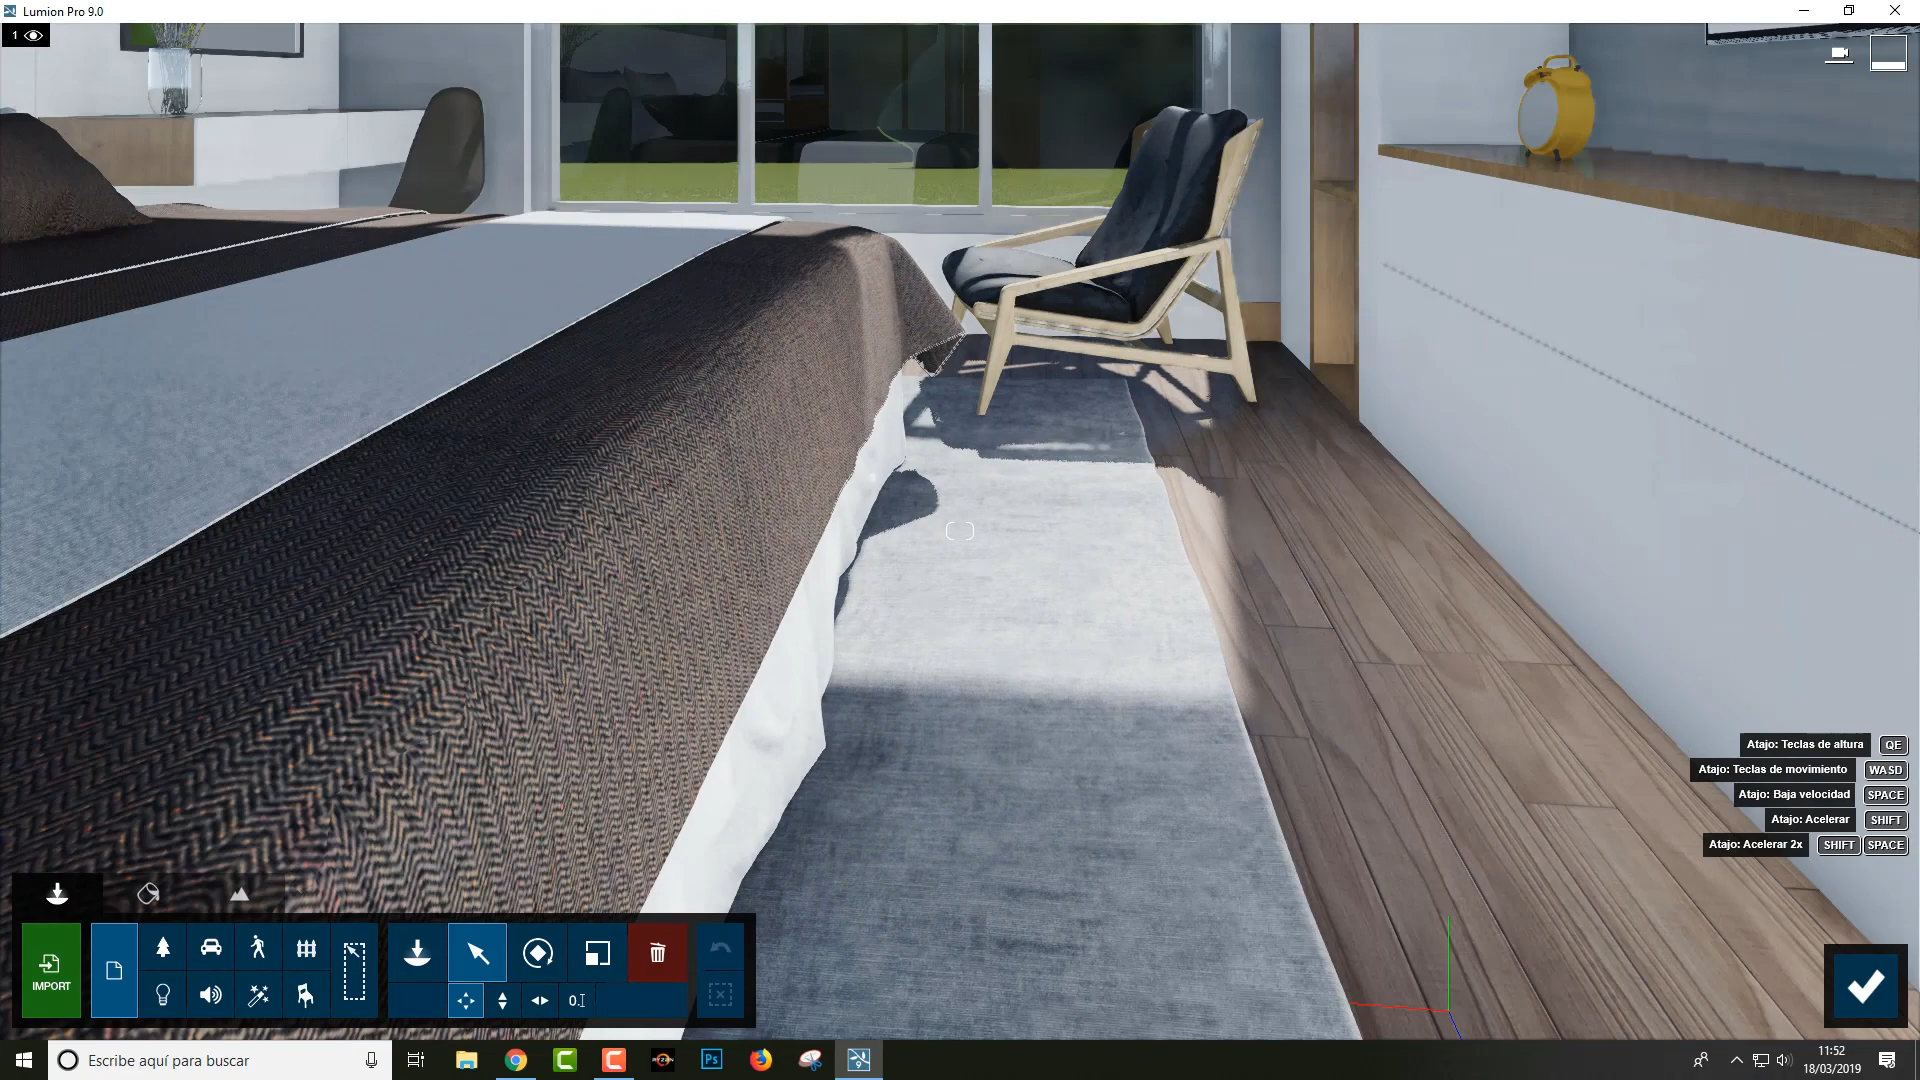 Lumion Pro 9.0
1
Atajo: Teclas de altura QE
Atajo: Teclas de movimiento WASD
Atajo: Baja velocidad SPACE
Atajo: Acelerar SHIFT
Atajo: Acelerar 2x SHIFT SPACE
IMPORT
0.
Escribe aquí para buscar
RYZEN
Ps
9
11:52
18/03/2019